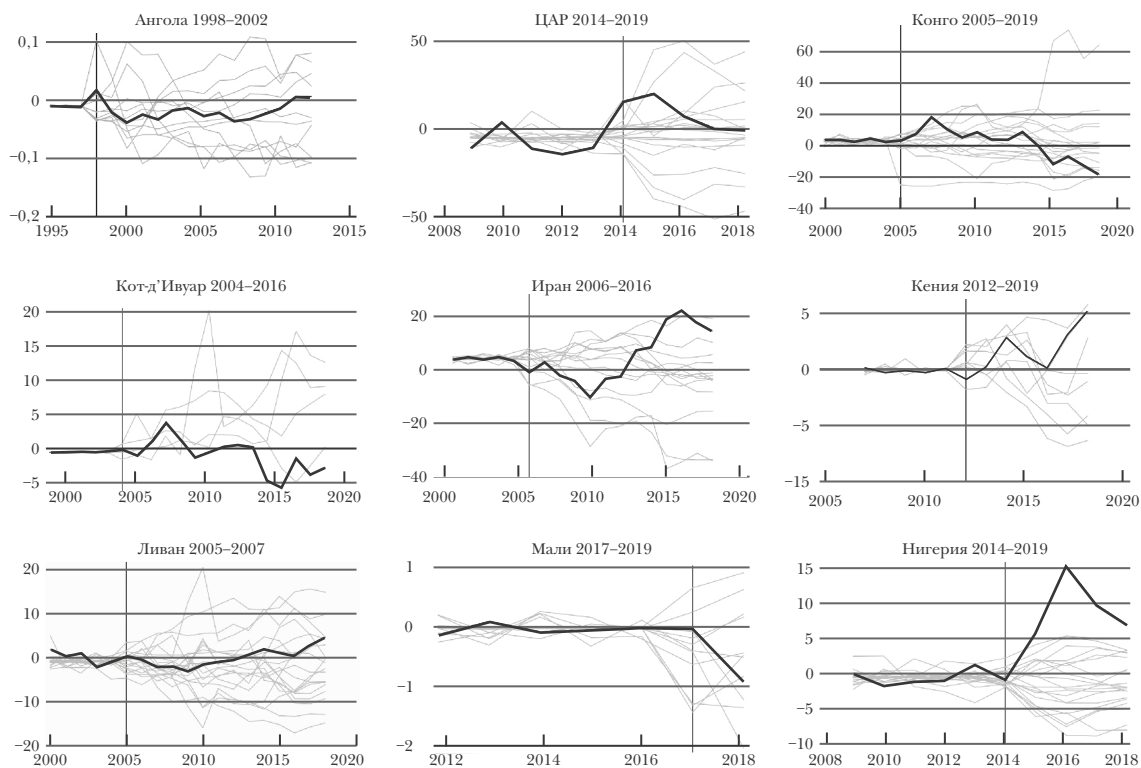 Ангола 1998–2002
0,1
0
−0,1
−0,2
1995 2000 2005 2010 2015
ЦАР 2014–2019
50
0
−50
2008 2010 2012 2014 2016 2018
Конго 2005–2019
60
40
20
0
−20
−40
2000 2005 2010 2015 2020
Кот-д’Ивуар 2004–2016
20
15
10
5
0
−5
2000 2005 2010 2015 2020
Иран 2006–2016
20
0
−20
−40
2000 2005 2010 2015 2020
Кения 2012–2019
5
0
−5
−15
2005 2010 2015 2020
Ливан 2005–2007
20
10
0
−10
−20
2000 2005 2010 2015 2020
Мали 2017–2019
1
0
−1
−2
2012 2014 2016 2018
Нигерия 2014–2019
15
10
5
0
−5
−10
2008 2010 2012 2014 2016 2018